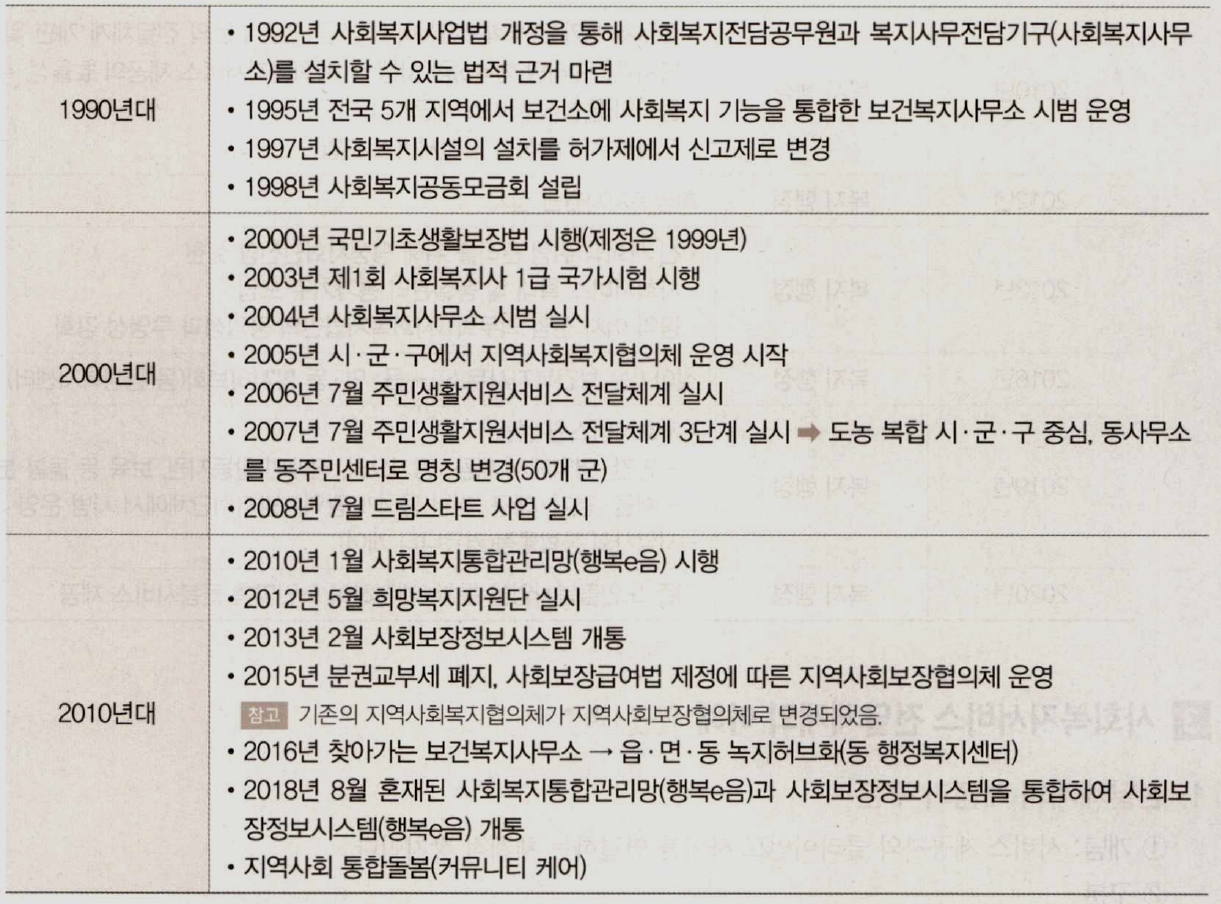 1990년대
• 1992년 사회복지사업법 개정을 통해 사회복지전담공무원과 복지사무전담기구(사회복지사무
소)를 설치할 수 있는 법적 근거 마련
• 1995년 전국 5개 지역에서 보건소에 사회복지 기능을 통합한 보건복지사무소 시범 운영
• 1997년 사회복지시설의 설치를 허가제에서 신고제로 변경
• 1998년 사회복지공동모금회 설립
2000년대
• 2000년 국민기초생활보장법 시행(제정은 1999년)
• 2003년 제1회 사회복지사 1급 국가시험 시행
• 2004년 사회복지사무소 시범 실시
• 2005년 시·군·구에서 지역사회복지협의체 운영 시작
• 2006년 7월 주민생활지원서비스 전달체계 실시
• 2007년 7월 주민생활지원서비스 전달체계 3단계 실시 ➡ 도농 복합 시·군·구 중심, 동사무소
를 동주민센터로 명칭 변경(50개 군)
• 2008년 7월 드림스타트 사업 실시
2010년대
• 2010년 1월 사회복지통합관리망(행복e음) 시행
• 2012년 5월 희망복지지원단 실시
• 2013년 2월 사회보장정보시스템 개통
• 2015년 분권교부세 폐지, 사회보장급여법 제정에 따른 지역사회보장협의체 운영
참고 기존의 지역사회복지협의체가 지역사회보장협의체로 변경되었음.
• 2016년 찾아가는 보건복지사무소 → 읍·면·동 녹지허브화(동 행정복지센터)
• 2018년 8월 혼재된 사회복지통합관리망(행복e음)과 사회보장정보시스템을 통합하여 사회보
장정보시스템(행복e음) 개통
• 지역사회 통합돌봄(커뮤니티 케어)